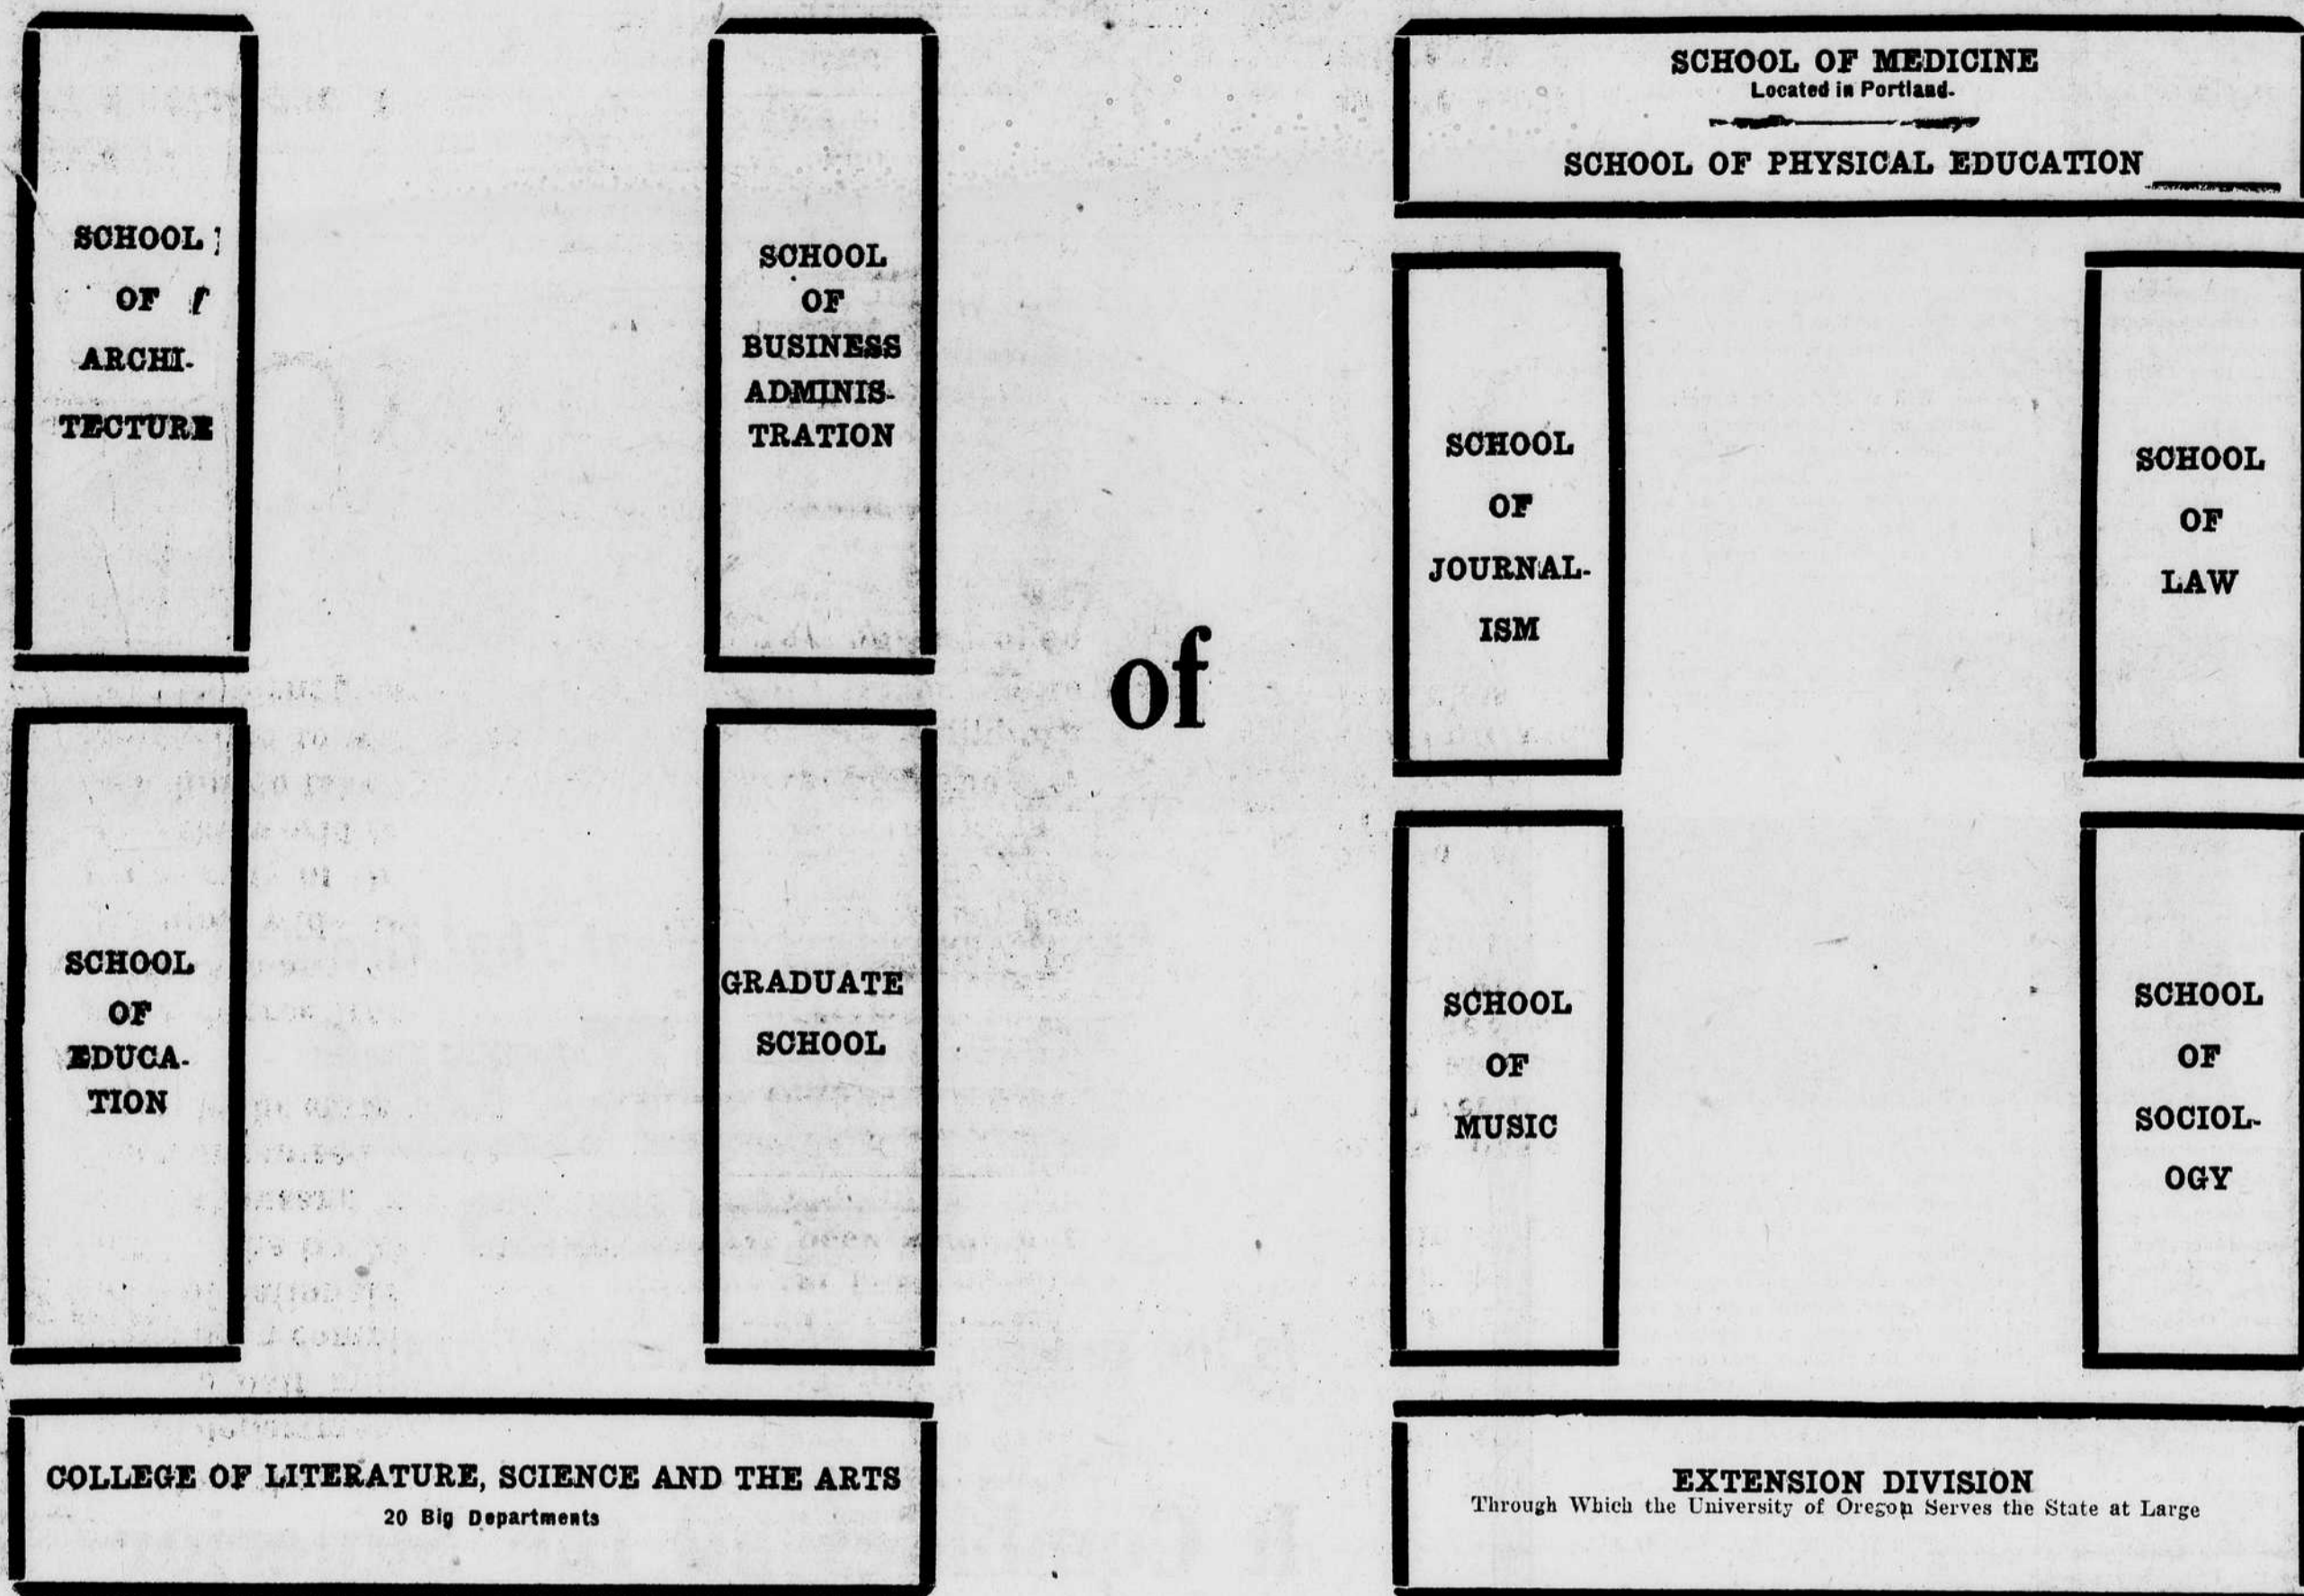 SCHOOL
OF
ARCHI-
TECTURE
SCHOOL
OF
BUSINESS
ADMINIS-
TRATION
SCHOOL
OF
EDUCA-
TION
GRADUATE
SCHOOL
COLLEGE OF LITERATURE, SCIENCE AND THE ARTS
20 Big Departments
of
SCHOOL OF MEDICINE
Located in Portland.
SCHOOL OF PHYSICAL EDUCATION
SCHOOL
OF
JOURNAL-
ISM
SCHOOL
OF
LAW
SCHOOL
OF
MUSIC
SCHOOL
OF
SOCIOL-
OGY
EXTENSION DIVISION
Through Which the University of Oregon Serves the State at Large